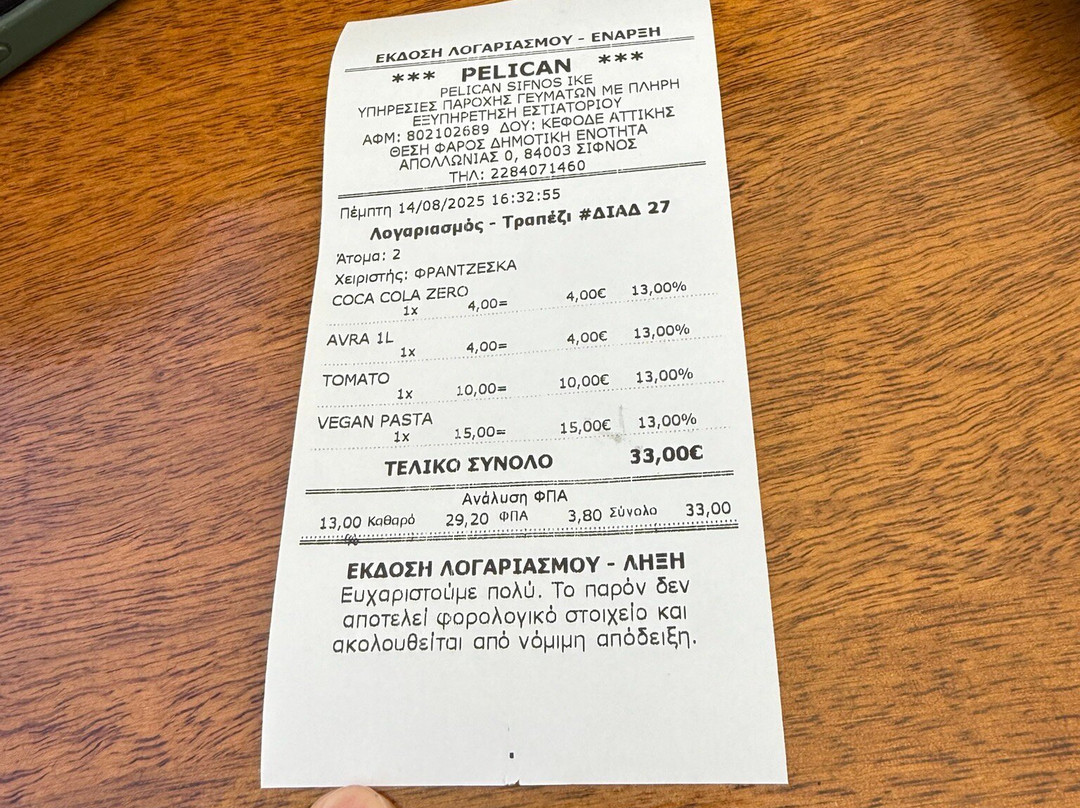 ΕΚΔΟΣΗ ΛΟΓΑΡΙΑΣΜΟΥ - ΕΝΑΡΞΗ
*** PELICAN ***
PELICAN SIFNOS IKE
ΥΠΗΡΕΣΙΕΣ ΠΑΡΟΧΗΣ ΓΕΥΜΑΤΩΝ ΜΕ ΠΛΗΡΗ
ΕΞΥΠΗΡΕΤΗΣΗ ΕΣΤΙΑΤΟΡΙΟΥ
ΑΦΜ: 802102689 ΔΟΥ: ΚΕΦΟΔΕ ΑΤΤΙΚΗΣ
ΘΕΣΗ ΦΑΡΟΣ ΔΗΜΟΤΙΚΗ ΕΝΟΤΗΤΑ
ΑΠΟΛΛΩΝΙΑΣ 0, 84003 ΣΙΦΝΟΣ
ΤΗΛ: 2284071460
Πέμπτη 14/08/2025 16:32:55
Λογαριασμός - Τραπέζι #ΔΙΑΔ 27
Άτομα: 2
Χειριστής: ΦΡΑΝΤΖΕΣΚΑ
COCA COLA ZERO
1x 4,00= 4,00€ 13,00%
AVRA 1L
1x 4,00= 4,00€ 13,00%
TOMATO
1x 10,00= 10,00€ 13,00%
VEGAN PASTA
1x 15,00= 15,00€ 13,00%
ΤΕΛΙΚΟ ΣΥΝΟΛΟ 33,00€
Ανάλυση ΦΠΑ
13,00 Καθαρό 29,20 ΦΠΑ 3,80 Σύνολο 33,00
%
ΕΚΔΟΣΗ ΛΟΓΑΡΙΑΣΜΟΥ - ΛΗΞΗ
Ευχαριστούμε πολύ. Το παρόν δεν
αποτελεί φορολογικό στοιχείο και
ακολουθείται από νόμιμη απόδειξη.